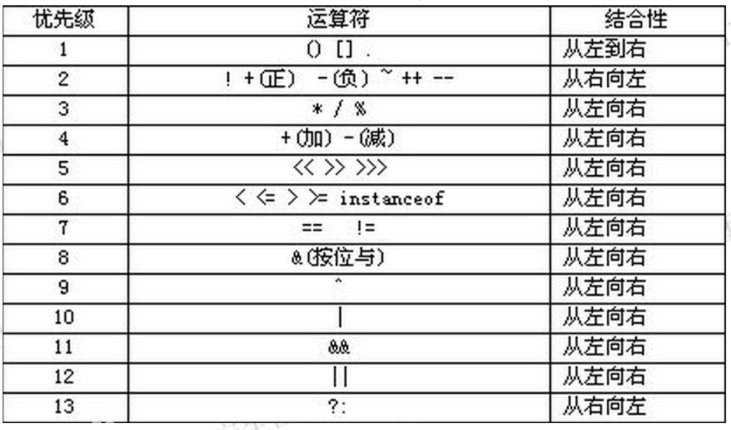 优先级 运算符 结合性
1 () [] . 从左到右
2 ! +(正) -(负) ~ ++ -- 从右向左
3 * / % 从左向右
4 +(加) -(减) 从左向右
5 << >> >>> 从左向右
6 < <= > >= instanceof 从左向右
7 == != 从左向右
8 &(按位与) 从左向右
9 ^ 从左向右
10 | 从左向右
11 && 从左向右
12 || 从左向右
13 ?: 从右向左